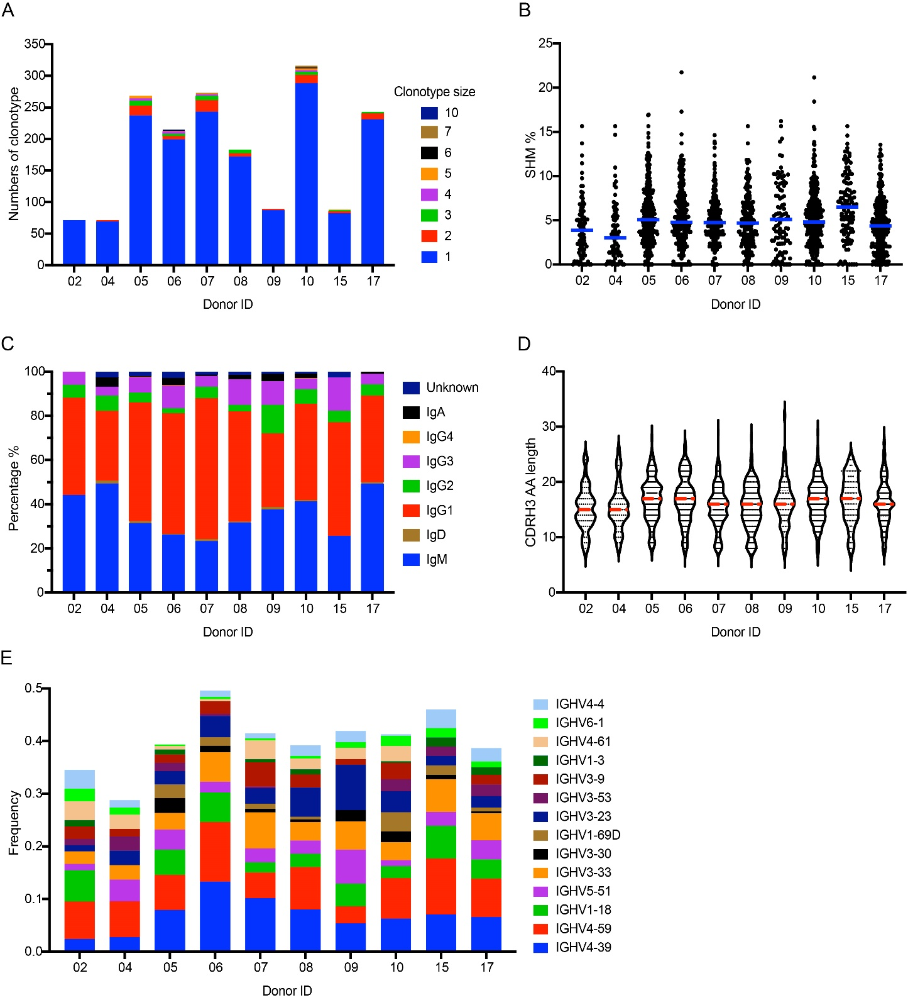 A
350
300
250
200
150
100
50
0
Numbers of clonotype
02 04 05 06 07 08 09 10 15 17
Donor ID
Clonotype size
10
7
6
5
4
3
2
1
B
25
20
15
10
5
0
SHM %
02 04 05 06 07 08 09 10 15 17
Donor ID
C
100
80
60
40
20
0
Percentage %
02 04 05 06 07 08 09 10 15 17
Donor ID
Unknown
IgA
IgG4
IgG3
IgG2
IgG1
IgD
IgM
D
40
30
20
10
0
CDRH3 AA length
02 04 05 06 07 08 09 10 15 17
Donor ID
E
0.5
0.4
0.3
0.2
0.1
0.0
Frequency
02 04 05 06 07 08 09 10 15 17
Donor ID
IGHV4-4
IGHV6-1
IGHV4-61
IGHV1-3
IGHV3-9
IGHV3-53
IGHV3-23
IGHV1-69D
IGHV3-30
IGHV3-33
IGHV5-51
IGHV1-18
IGHV4-59
IGHV4-39